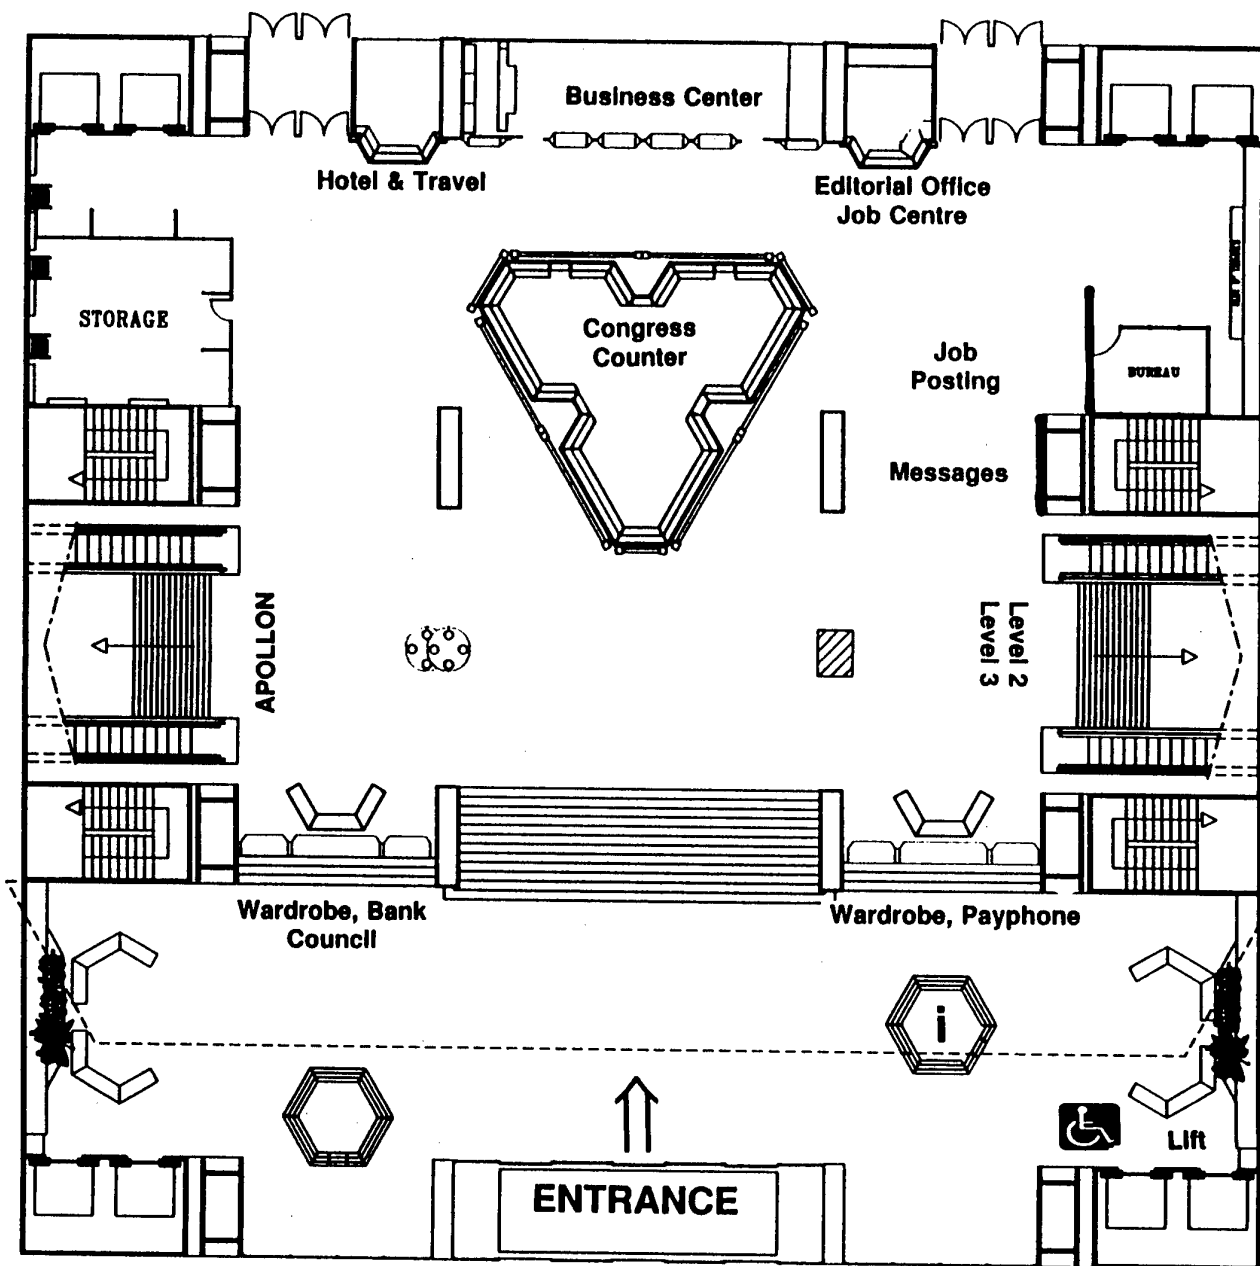 Business Center
Hotel & Travel
Editorial Office
Job Centre
STORAGE
Congress
Counter
Job
Posting
BUREAU
Messages
APOLLON
Level 2
Level 3
Wardrobe, Bank
Council
Wardrobe, Payphone
i
Lift
ENTRANCE